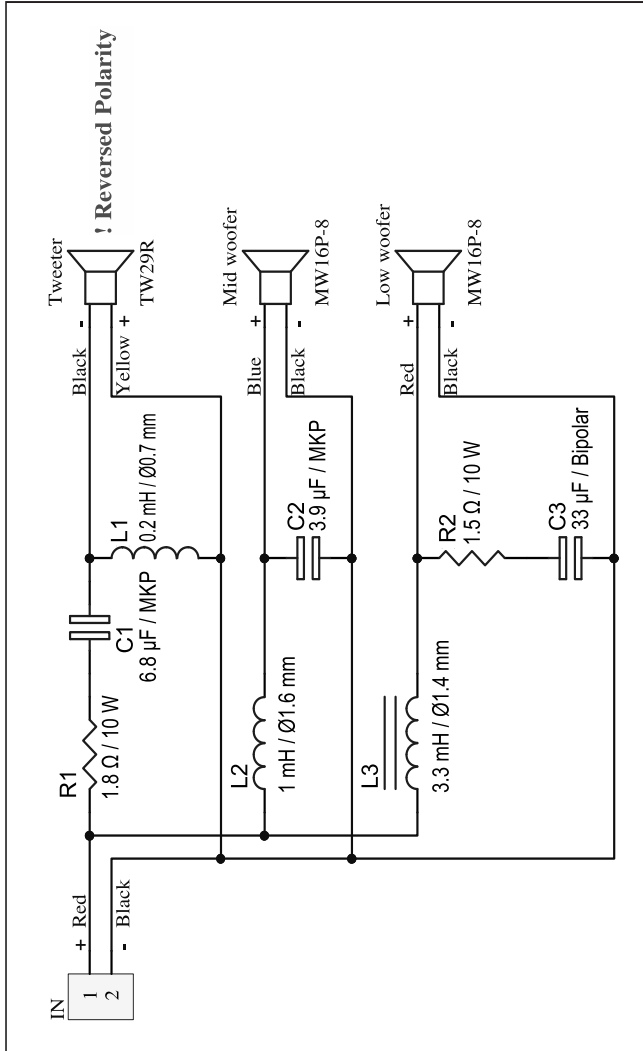 IN
1
2
+ Red
- Black
R1
1.8 Ω / 10 W
C1
6.8 µF / MKP
L1
0.2 mH / Ø0.7 mm
Black -
Yellow +
Tweeter
TW29R
! Reversed Polarity
L2
1 mH / Ø1.6 mm
C2
3.9 µF / MKP
Blue +
Black -
Mid woofer
MW16P-8
L3
3.3 mH / Ø1.4 mm
R2
1.5 Ω / 10 W
C3
33 µF / Bipolar
Red +
Black -
Low woofer
MW16P-8